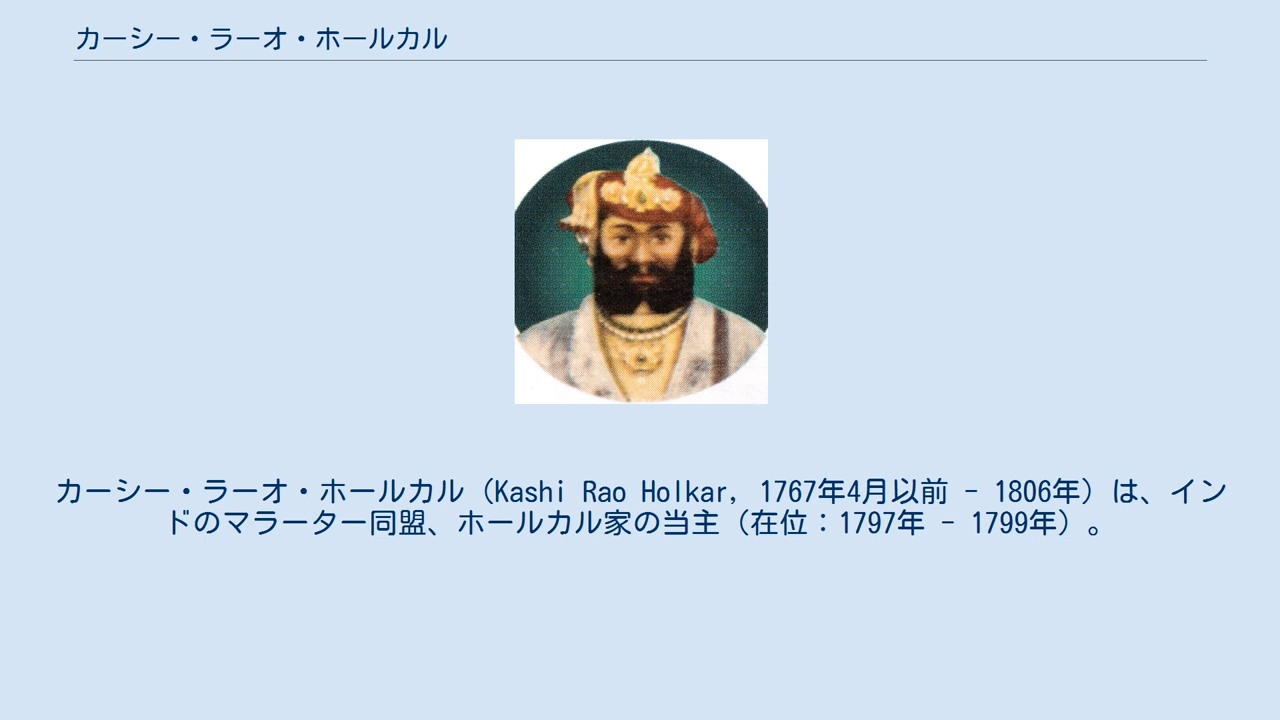 カーシー・ラーオ・ホールカル
カーシー・ラーオ・ホールカル（Kashi Rao Holkar, 1767年4月以前 - 1806年）は、イン
ドのマラーター同盟、ホールカル家の当主（在位：1797年 - 1799年）。